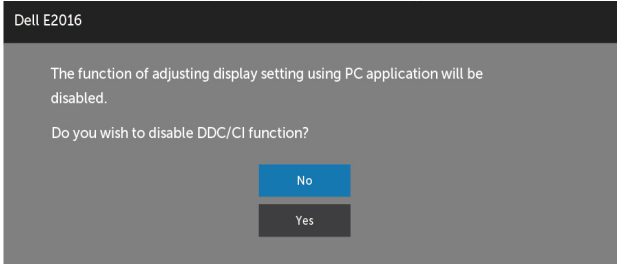 Dell E2016
The function of adjusting display setting using PC application will be
disabled.
Do you wish to disable DDC/CI function?
No
Yes